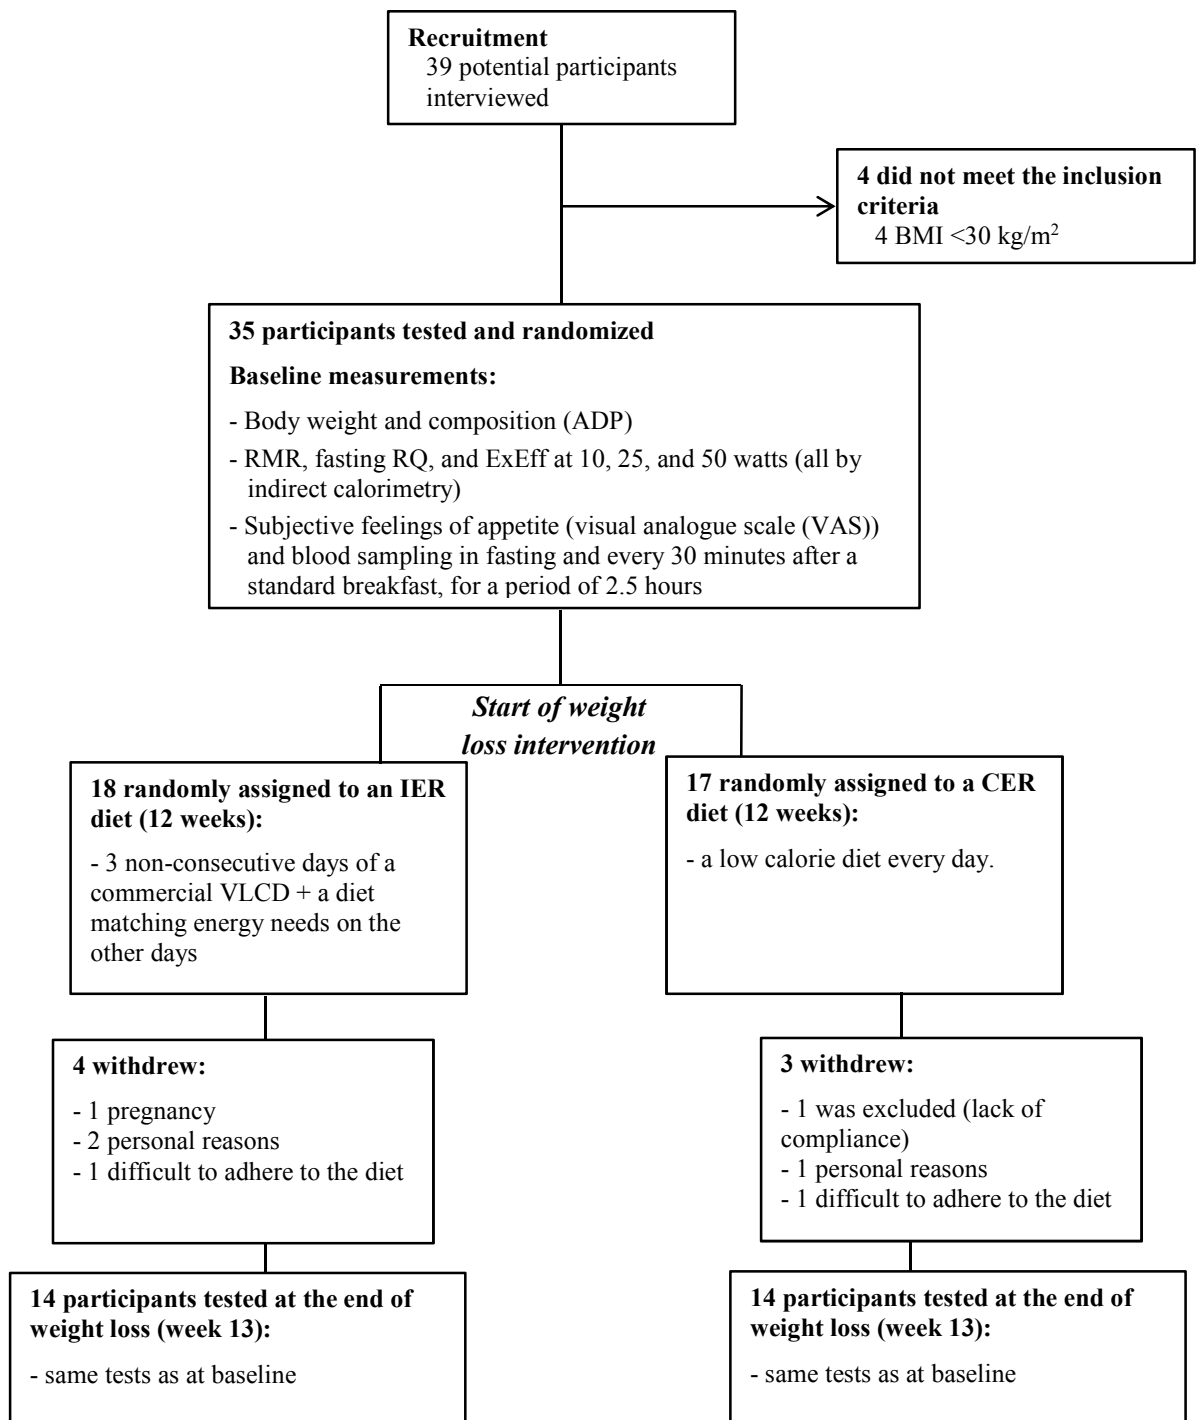 Recruitment
39 potential participants
interviewed
4 did not meet the inclusion
criteria
4 BMI <30 kg/m²
35 participants tested and randomized
Baseline measurements:
- Body weight and composition (ADP)
- RMR, fasting RQ, and ExEff at 10, 25, and 50 watts (all by
indirect calorimetry)
- Subjective feelings of appetite (visual analogue scale (VAS))
and blood sampling in fasting and every 30 minutes after a
standard breakfast, for a period of 2.5 hours
Start of weight
loss intervention
18 randomly assigned to an IER
diet (12 weeks):
- 3 non-consecutive days of a
commercial VLCD + a diet
matching energy needs on the
other days
17 randomly assigned to a CER
diet (12 weeks):
- a low calorie diet every day.
4 withdrew:
- 1 pregnancy
- 2 personal reasons
- 1 difficult to adhere to the diet
3 withdrew:
- 1 was excluded (lack of
compliance)
- 1 personal reasons
- 1 difficult to adhere to the diet
14 participants tested at the end of
weight loss (week 13):
- same tests as at baseline
14 participants tested at the end of
weight loss (week 13):
- same tests as at baseline